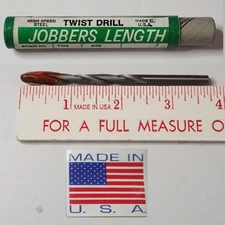 HIGH SPEED STEEL TWIST DRILL MADE IN U.S.A.
JOBBERS LENGTH
1 2 3 4
MADE IN U.S.A.
FOR A FULL MEASURE O
MADE IN
U. S. A.